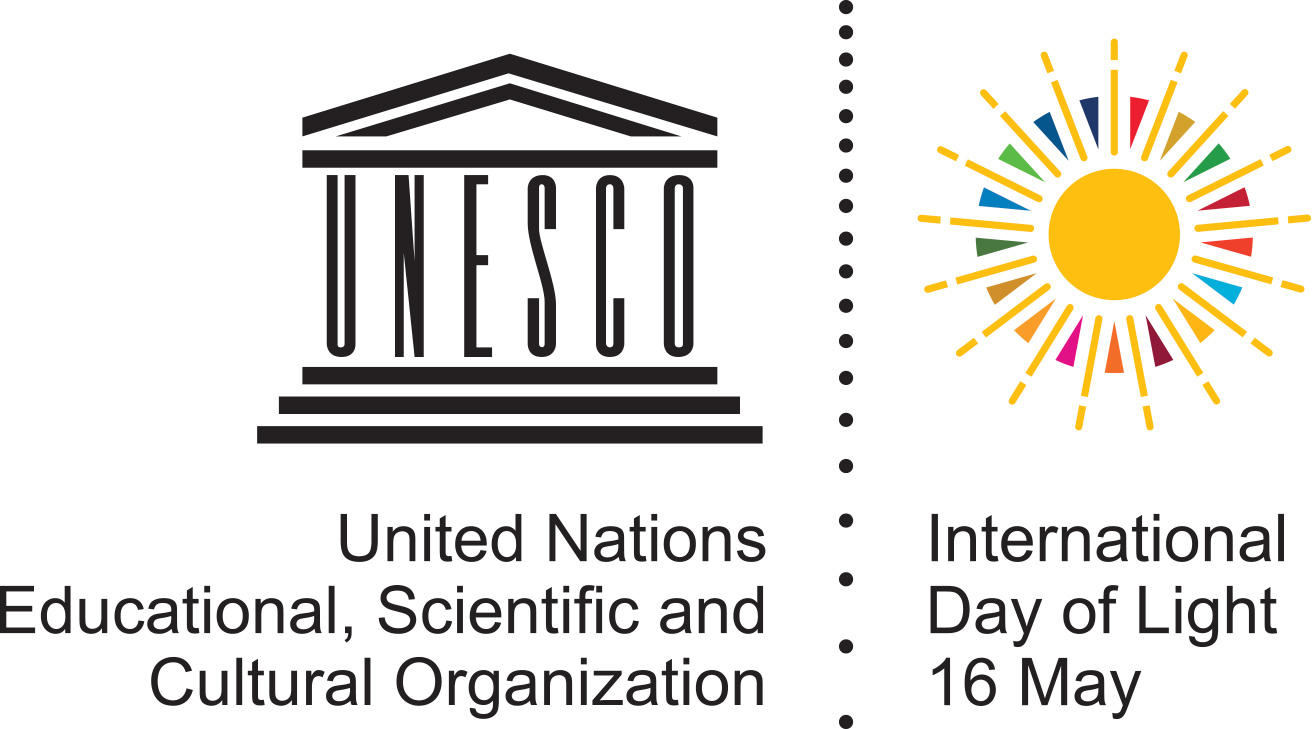 UNESCO
United Nations
Educational, Scientific and
Cultural Organization
International
Day of Light
16 May